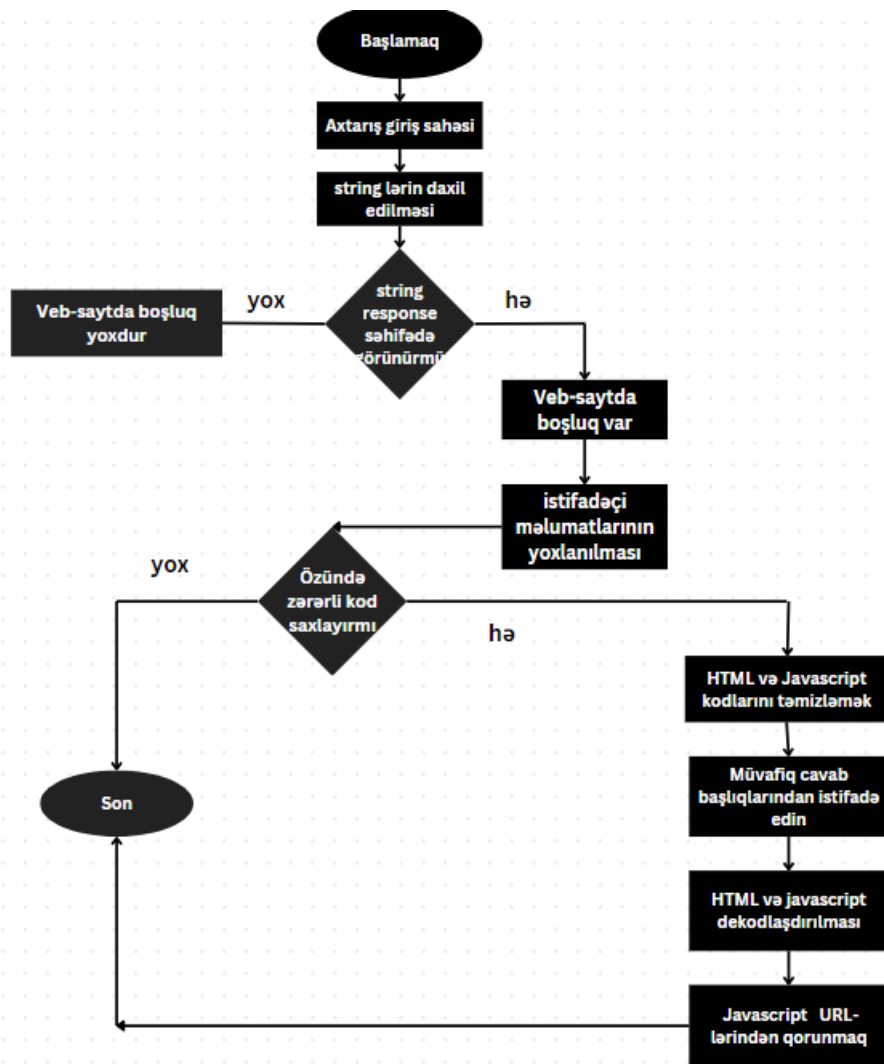 Başlamaq
Axtarış giriş sahəsi
string lərin daxil
edilməsi
string
response
səhifədə
görünürmü
yox
hə
Veb-saytda boşluq
yoxdur
Veb-saytda
boşluq var
istifadəçi
məlumatlarının
yoxlanılması
Özündə
zərərli kod
saxlayırmı
yox
hə
HTML və Javascript
kodlarını təmizləmək
Müvafiq cavab
başlıqlarından istifadə
edin
HTML və javascript
dekodlaşdırılması
Javascript URL-
lərindən qorunmaq
Son